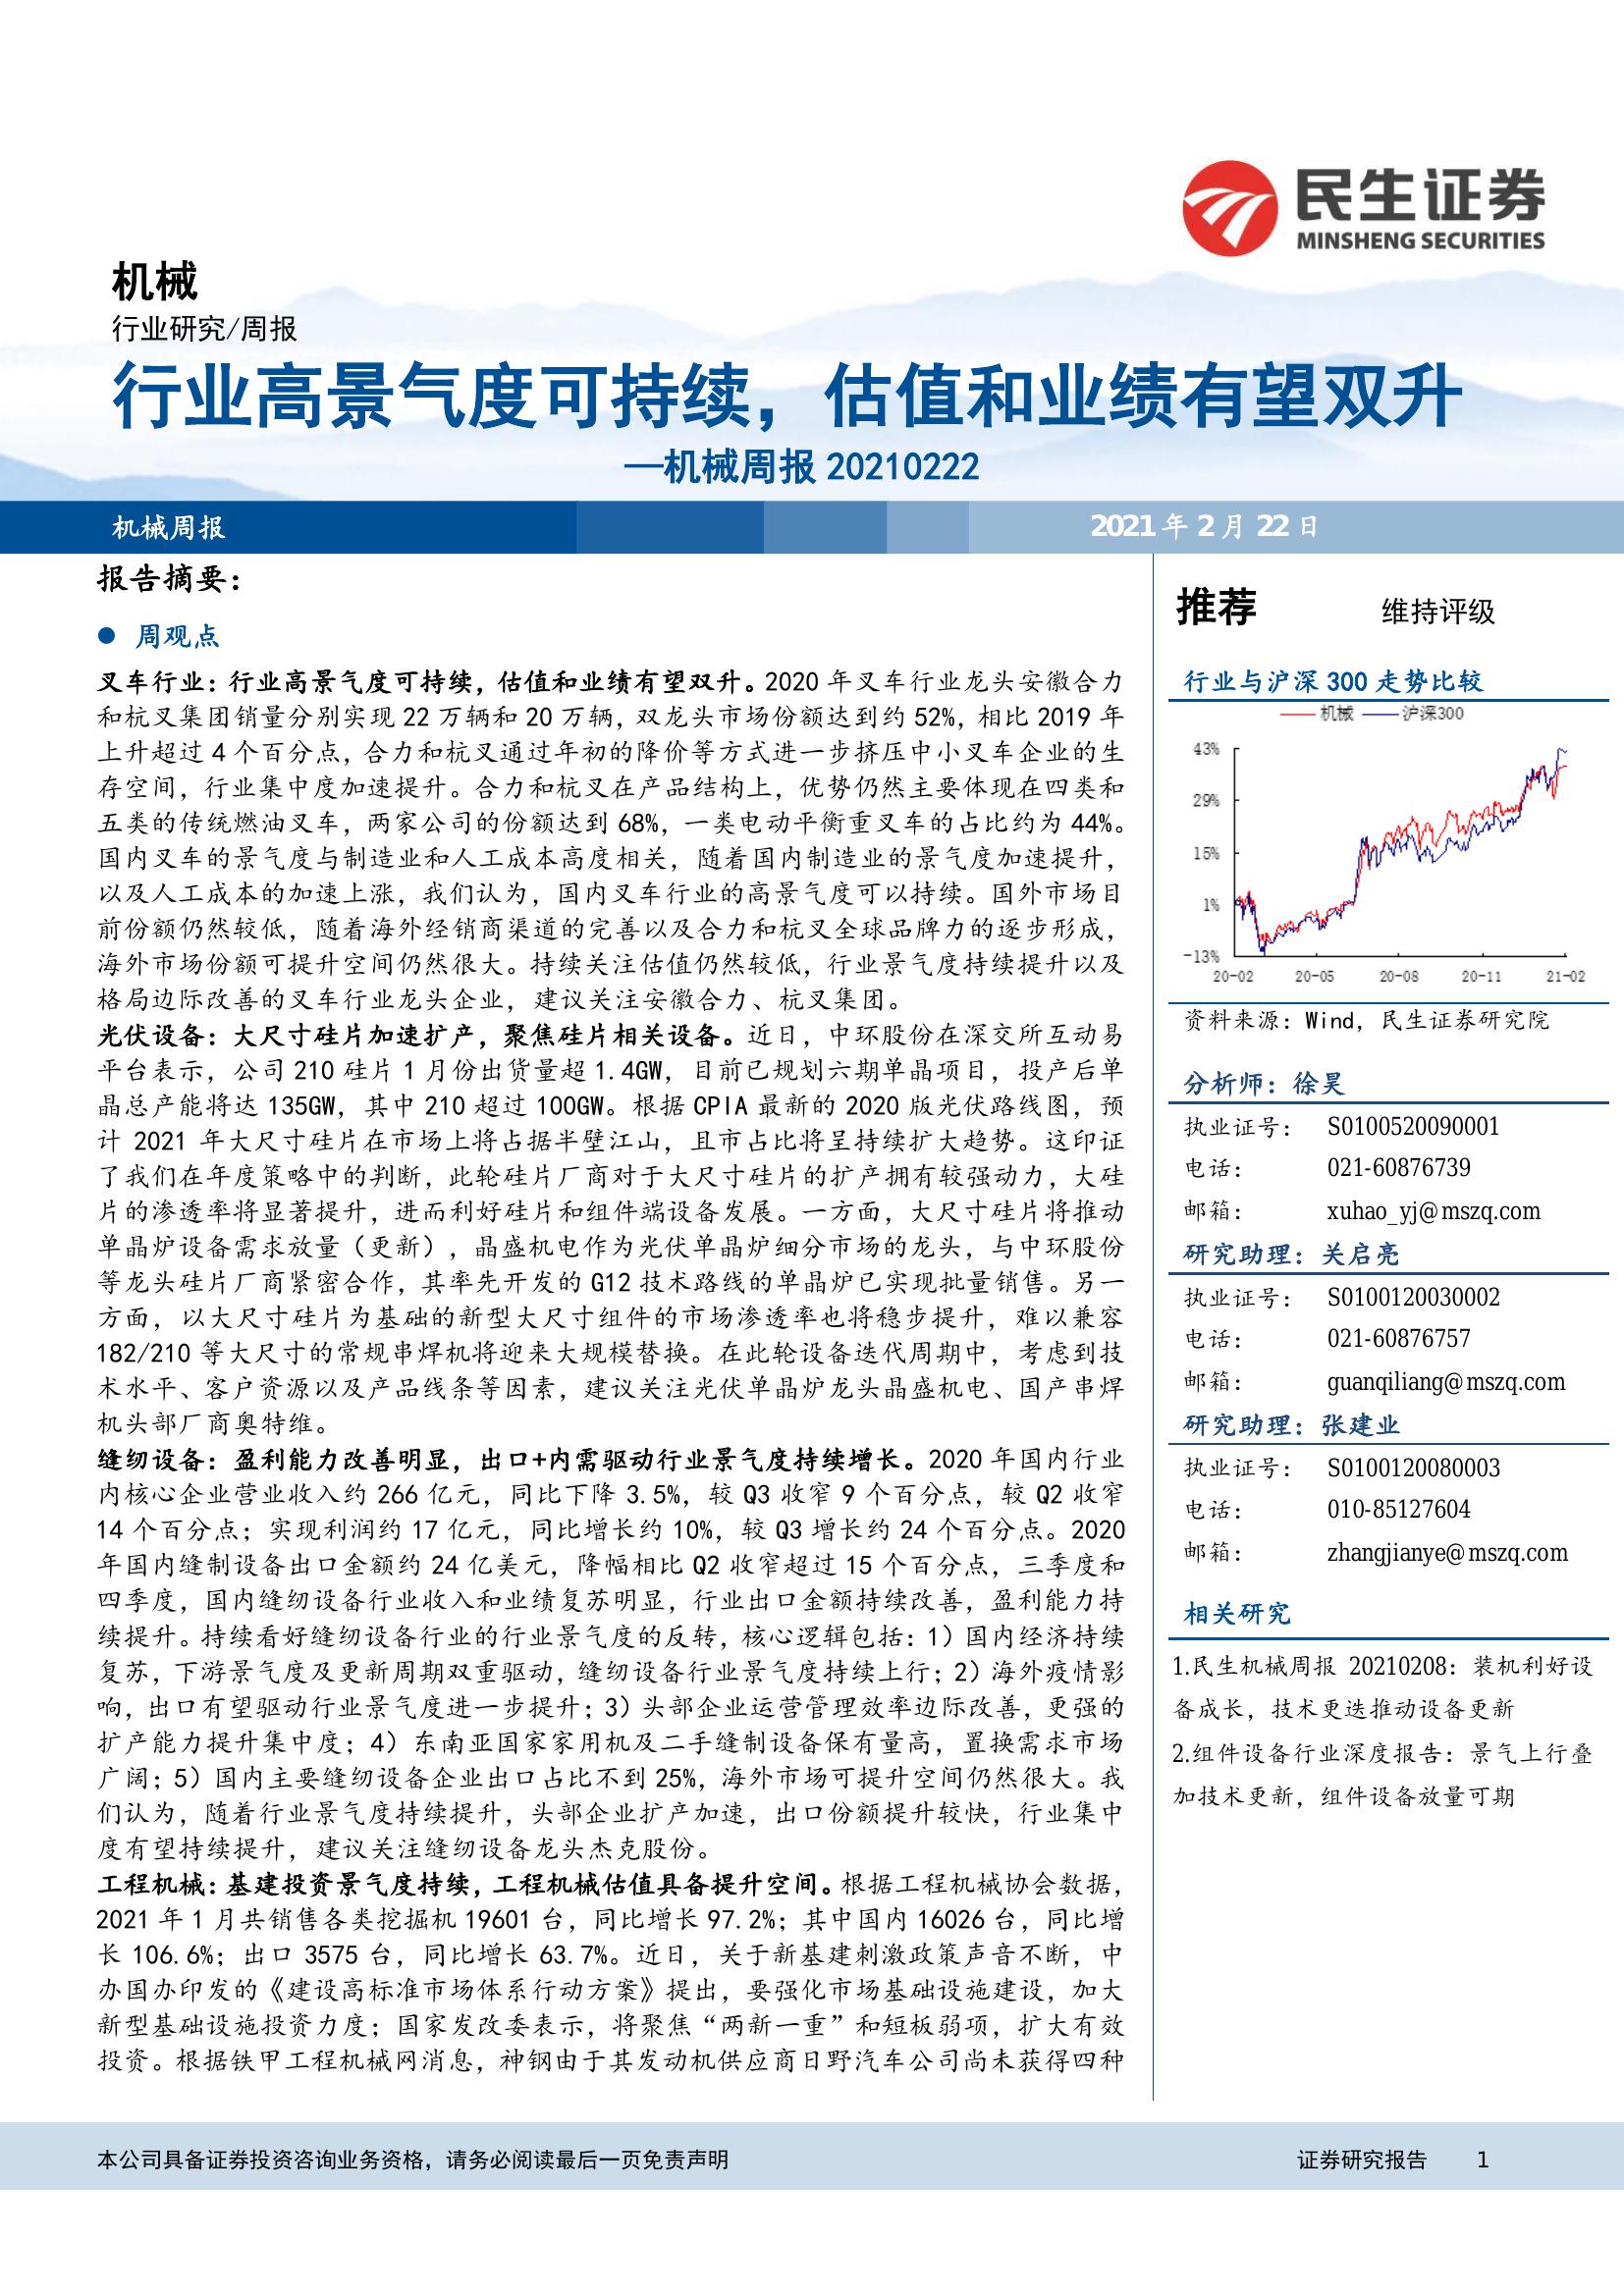 民生证券
MINSHENG SECURITIES
机械
行业研究/周报
行业高景气度可持续，估值和业绩有望双升
—机械周报 20210222
机械周报
2021 年 2 月 22 日
报告摘要：
● 周观点
叉车行业：行业高景气度可持续，估值和业绩有望双升。2020 年叉车行业龙头安徽合力
和杭叉集团销量分别实现 22 万辆和 20 万辆，双龙头市场份额达到约 52%，相比 2019 年
上升超过 4 个百分点，合力和杭叉通过年初的降价等方式进一步挤压中小叉车企业的生
存空间，行业集中度加速提升。合力和杭叉在产品结构上，优势仍然主要体现在四类和
五类的传统燃油叉车，两家公司的份额达到 68%，一类电动平衡重叉车的占比约为 44%。
国内叉车的景气度与制造业和人工成本高度相关，随着国内制造业的景气度加速提升，
以及人工成本的加速上涨，我们认为，国内叉车行业的高景气度可以持续。国外市场目
前份额仍然较低，随着海外经销商渠道的完善以及合力和杭叉全球品牌力的逐步形成，
海外市场份额可提升空间仍然很大。持续关注估值仍然较低，行业景气度持续提升以及
格局边际改善的叉车行业龙头企业，建议关注安徽合力、杭叉集团。
光伏设备：大尺寸硅片加速扩产，聚焦硅片相关设备。近日，中环股份在深交所互动易
平台表示，公司 210 硅片 1 月份出货量超 1.4GW，目前已规划六期单晶项目，投产后单
晶总产能将达 135GW，其中 210 超过 100GW。根据 CPIA 最新的 2020 版光伏路线图，预
计 2021 年大尺寸硅片在市场上将占据半壁江山，且市占比将呈持续扩大趋势。这印证
了我们在年度策略中的判断，此轮硅片厂商对于大尺寸硅片的扩产拥有较强动力，大硅
片的渗透率将显著提升，进而利好硅片和组件端设备发展。一方面，大尺寸硅片将推动
单晶炉设备需求放量（更新），晶盛机电作为光伏单晶炉细分市场的龙头，与中环股份
等龙头硅片厂商紧密合作，其率先开发的 G12 技术路线的单晶炉已实现批量销售。另一
方面，以大尺寸硅片为基础的新型大尺寸组件的市场渗透率也将稳步提升，难以兼容
182/210 等大尺寸的常规串焊机将迎来大规模替换。在此轮设备迭代周期中，考虑到技
术水平、客户资源以及产品线条等因素，建议关注光伏单晶炉龙头晶盛机电、国产串焊
机头部厂商奥特维。
缝纫设备：盈利能力改善明显，出口+内需驱动行业景气度持续增长。2020 年国内行业
内核心企业营业收入约 266 亿元，同比下降 3.5%，较 Q3 收窄 9 个百分点，较 Q2 收窄
14 个百分点；实现利润约 17 亿元，同比增长约 10%，较 Q3 增长约 24 个百分点。2020
年国内缝制设备出口金额约 24 亿美元，降幅相比 Q2 收窄超过 15 个百分点，三季度和
四季度，国内缝纫设备行业收入和业绩复苏明显，行业出口金额持续改善，盈利能力持
续提升。持续看好缝纫设备行业的行业景气度的反转，核心逻辑包括：1）国内经济持续
复苏，下游景气度及更新周期双重驱动，缝纫设备行业景气度持续上行；2）海外疫情影
响，出口有望驱动行业景气度进一步提升；3）头部企业运营管理效率边际改善，更强的
扩产能力提升集中度；4）东南亚国家家用机及二手缝制设备保有量高，置换需求市场
广阔；5）国内主要缝纫设备企业出口占比不到 25%，海外市场可提升空间仍然很大。我
们认为，随着行业景气度持续提升，头部企业扩产加速，出口份额提升较快，行业集中
度有望持续提升，建议关注缝纫设备龙头杰克股份。
工程机械：基建投资景气度持续，工程机械估值具备提升空间。根据工程机械协会数据，
2021 年 1 月共销售各类挖掘机 19601 台，同比增长 97.2%；其中国内 16026 台，同比增
长 106.6%；出口 3575 台，同比增长 63.7%。近日，关于新基建刺激政策声音不断，中
办国办印发的《建设高标准市场体系行动方案》提出，要强化市场基础设施建设，加大
新型基础设施投资力度；国家发改委表示，将聚焦“两新一重”和短板弱项，扩大有效
投资。根据铁甲工程机械网消息，神钢由于其发动机供应商日野汽车公司尚未获得四种
推荐 维持评级
行业与沪深 300 走势比较
机械 沪深300
43%
29%
15%
1%
-13%
20-02 20-05 20-08 20-11 21-02
资料来源：Wind，民生证券研究院
分析师：徐昊
执业证号： S0100520090001
电话： 021-60876739
邮箱： xuhao_yj@mszq.com
研究助理：关启亮
执业证号： S0100120030002
电话： 021-60876757
邮箱： guanqiliang@mszq.com
研究助理：张建业
执业证号： S0100120080003
电话： 010-85127604
邮箱： zhangjianye@mszq.com
相关研究
1.民生机械周报 20210208：装机利好设
备成长，技术更迭推动设备更新
2.组件设备行业深度报告：景气上行叠
加技术更新，组件设备放量可期
本公司具备证券投资咨询业务资格，请务必阅读最后一页免责声明
证券研究报告 1